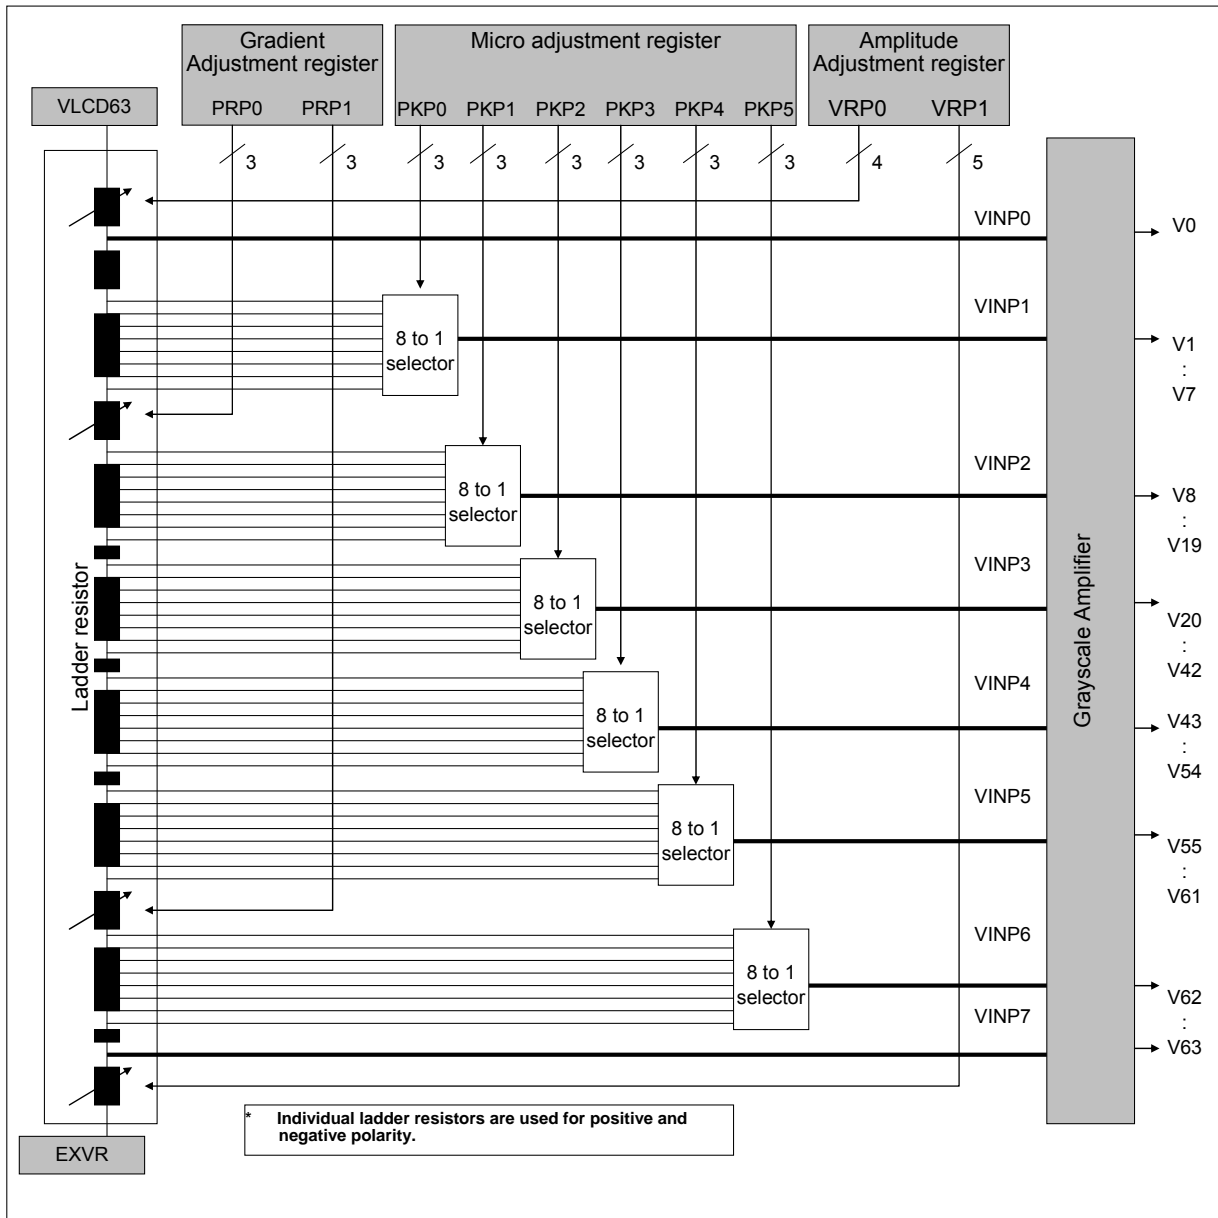 Gradient
Adjustment register
Micro adjustment register
Amplitude
Adjustment register
VLCD63
PRP0
PRP1
PKP0
PKP1
PKP2
PKP3
PKP4
PKP5
VRP0
VRP1
3
3
3
3
3
3
3
3
4
5
VINP0
V0
VINP1
8 to 1
selector
V1
:
V7
VINP2
8 to 1
selector
V8
:
V19
VINP3
8 to 1
selector
V20
:
V42
Ladder resistor
Grayscale Amplifier
VINP4
8 to 1
selector
V43
:
V54
VINP5
8 to 1
selector
V55
:
V61
VINP6
8 to 1
selector
V62
:
VINP7
V63
* Individual ladder resistors are used for positive and
negative polarity.
EXVR